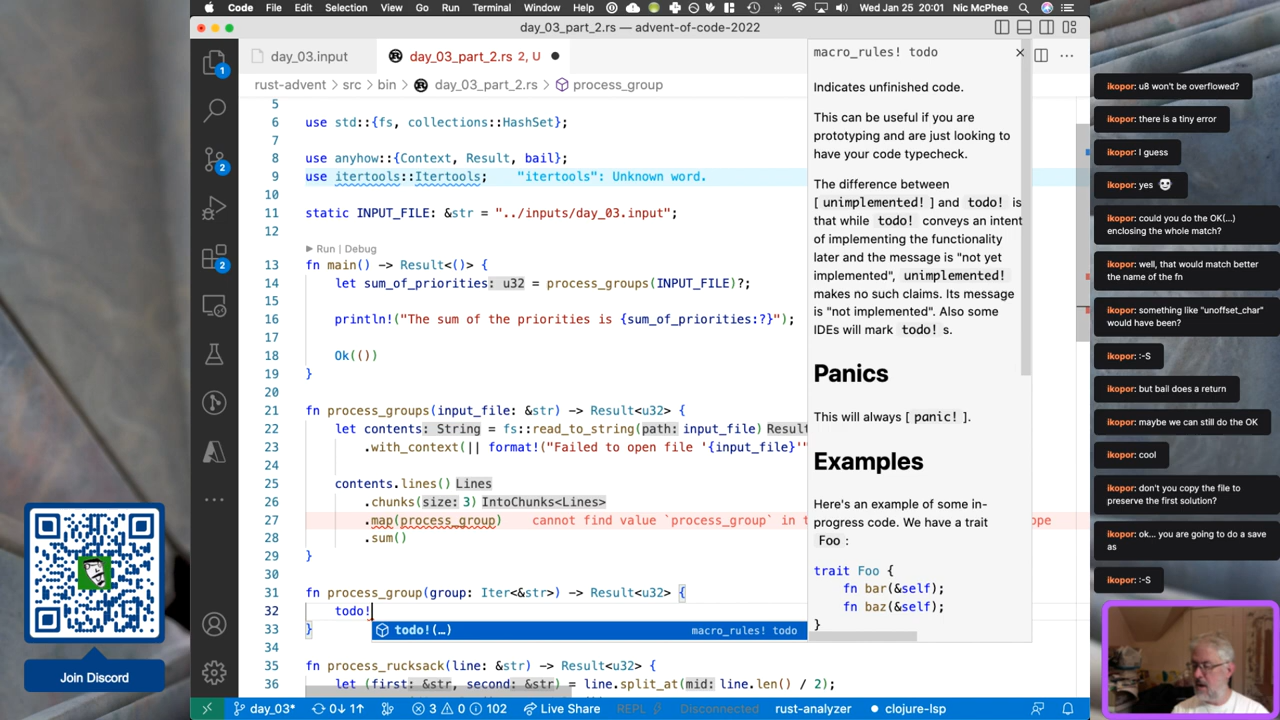 Code File Edit Selection View Go Run Terminal Window Help Wed Jan 25 20:01 Nic McPhee
day_03_part_2.rs — advent-of-code-2022
day_03.input
day_03_part_2.rs 2, U
rust-advent > src > bin > day_03_part_2.rs > process_group
5
6 use std::{fs, collections::HashSet};
7
8 use anyhow::{Context, Result, bail};
9 use itertools::Itertools; "itertools": Unknown word.
10
11 static INPUT_FILE: &str = "../inputs/day_03.input";
12
Run | Debug
13 fn main() -> Result<()> {
14 let sum_of_priorities: u32 = process_groups(INPUT_FILE)?;
15
16 println!("The sum of the priorities is {sum_of_priorities:?}");
17
18 Ok(())
19 }
20
21 fn process_groups(input_file: &str) -> Result<u32> {
22 let contents: String = fs::read_to_string(path: input_file) Result
23 .with_context(|| format!("Failed to open file '{input_file}'"
24
25 contents.lines() Lines
26 .chunks(size: 3) IntoChunks<Lines>
27 .map(process_group) cannot find value `process_group` in t
ope
28 .sum()
29 }
30
31 fn process_group(group: Iter<&str>) -> Result<u32> {
32 todo!
todo!(…) macro_rules! todo
33 }
34
35 fn process_rucksack(line: &str) -> Result<u32> {
36 let (first: &str, second: &str) = line.split_at(mid: line.len() / 2);
macro_rules! todo
Indicates unfinished code.
This can be useful if you are
prototyping and are just looking to
have your code typecheck.
The difference between
[ unimplemented! ] and todo! is
that while todo! conveys an intent
of implementing the functionality
later and the message is "not yet
implemented", unimplemented!
makes no such claims. Its message
is "not implemented". Also some
IDEs will mark todo! s.
Panics
This will always [ panic! ].
Examples
Here's an example of some in-
progress code. We have a trait
Foo :
trait Foo {
fn bar(&self);
fn baz(&self);
}
1
2
2
day_03* 0↓ 1↑ 3 0 102 Live Share REPL Disconnected rust-analyzer clojure-lsp
Join Discord
ikopor: u8 won't be overflowed?
ikopor: there is a tiny error
ikopor: I guess
ikopor: yes
ikopor: could you do the OK(...)
enclosing the whole match?
ikopor: well, that would match better
the name of the fn
ikopor: something like "unoffset_char"
would have been?
ikopor: :-S
ikopor: but bail does a return
ikopor: maybe we can still do the OK
ikopor: cool
ikopor: don't you copy the file to
preserve the first solution?
ikopor: ok... you are going to do a save
as
ikopor: :-S